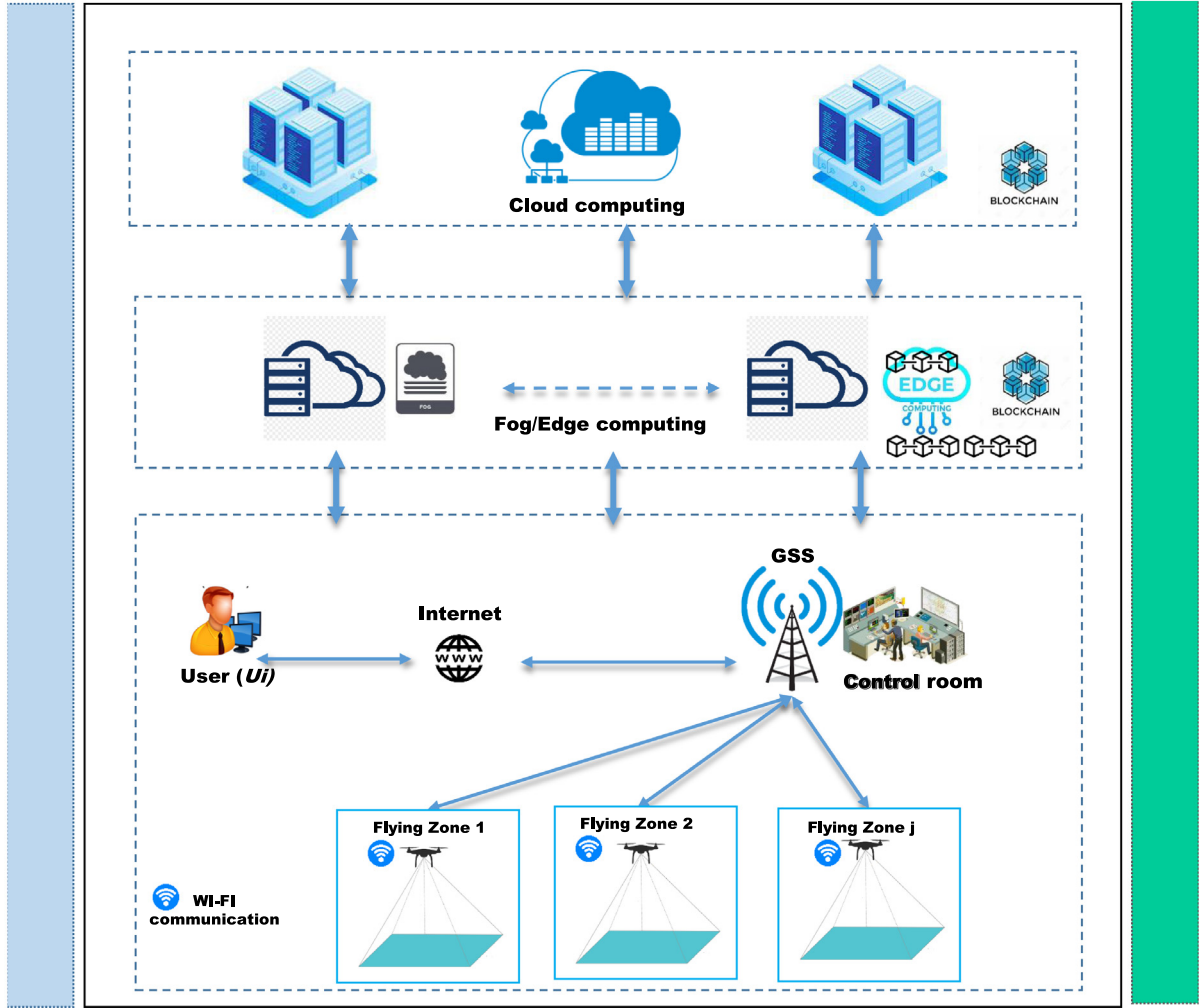 Cloud computing
BLOCKCHAIN
FOG
EDGE
COMPUTING
BLOCKCHAIN
Fog/Edge computing
GSS
Internet
WWW
User (Ui)
Control room
Flying Zone 1
Flying Zone 2
Flying Zone j
WI-FI
communication